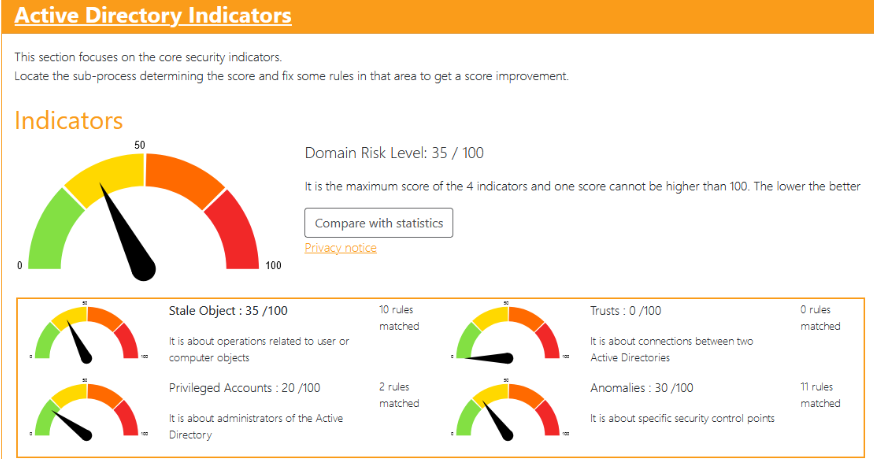 Active Directory Indicators
This section focuses on the core security indicators.
Locate the sub-process determining the score and fix some rules in that area to get a score improvement.
Indicators
50
0
100
Domain Risk Level: 35 / 100
It is the maximum score of the 4 indicators and one score cannot be higher than 100. The lower the better
Compare with statistics
Privacy notice
50
0
100
Stale Object : 35 /100
It is about operations related to user or
computer objects
10 rules
matched
50
0
100
Trusts : 0 /100
It is about connections between two
Active Directories
0 rules
matched
50
0
100
Privileged Accounts : 20 /100
It is about administrators of the Active
Directory
2 rules
matched
50
0
100
Anomalies : 30 /100
It is about specific security control points
11 rules
matched